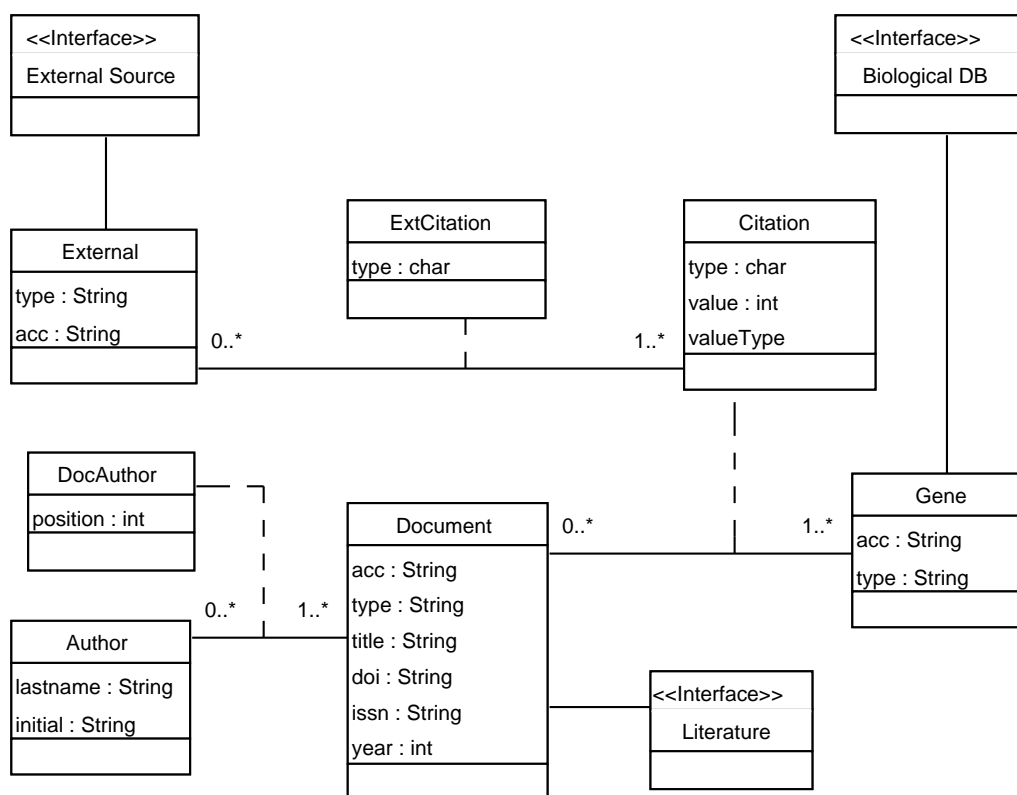 <<Interface>>
External Source
<<Interface>>
Biological DB
External
type : String
acc : String
ExtCitation
type : char
Citation
type : char
value : int
valueType
0..*
1..*
DocAuthor
position : int
Document
acc : String
type : String
title : String
doi : String
issn : String
year : int
0..*
1..*
Gene
acc : String
type : String
0..*
1..*
Author
lastname : String
initial : String
<<Interface>>
Literature